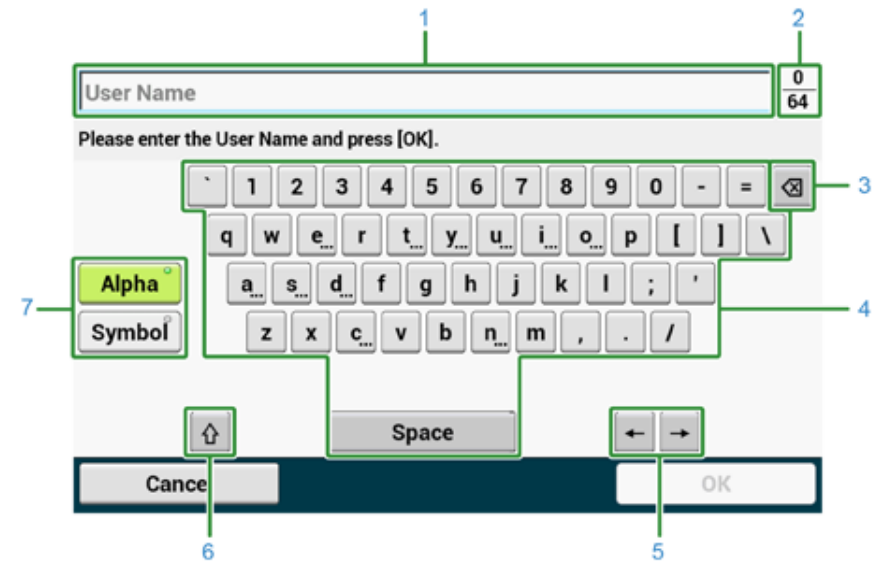 1 2
User Name 0
64
Please enter the User Name and press [OK].
` 1 2 3 4 5 6 7 8 9 0 - = ⌫ 3
q w e... r t... y... u... i... o... p [ ] \
Alpha a... s... d... f g h j k l ; '
7 4
Symbol z x c... v b n... m , . /
⇧ Space ← →
Cancel OK
6 5